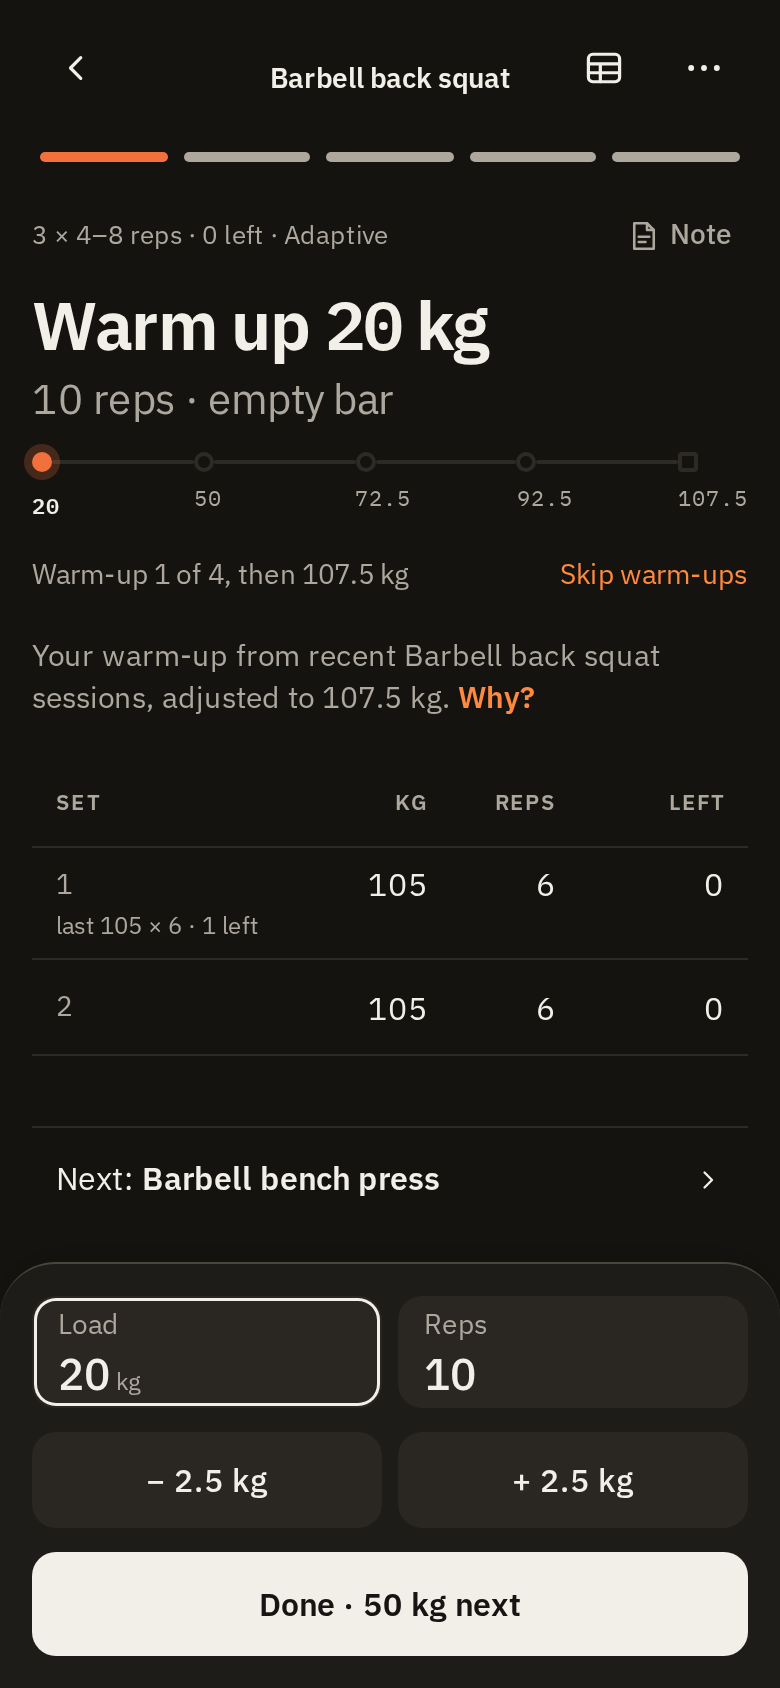 Barbell back squat
3 × 4–8 reps · 0 left · Adaptive
Note
Warm up 20 kg
10 reps · empty bar
20 50 72.5 92.5 107.5
Warm-up 1 of 4, then 107.5 kg
Skip warm-ups
Your warm-up from recent Barbell back squat
sessions, adjusted to 107.5 kg. Why?
SET KG REPS LEFT
1 105 6 0
last 105 × 6 · 1 left
2 105 6 0
Next: Barbell bench press
Load
20 kg
Reps
10
– 2.5 kg
+ 2.5 kg
Done · 50 kg next